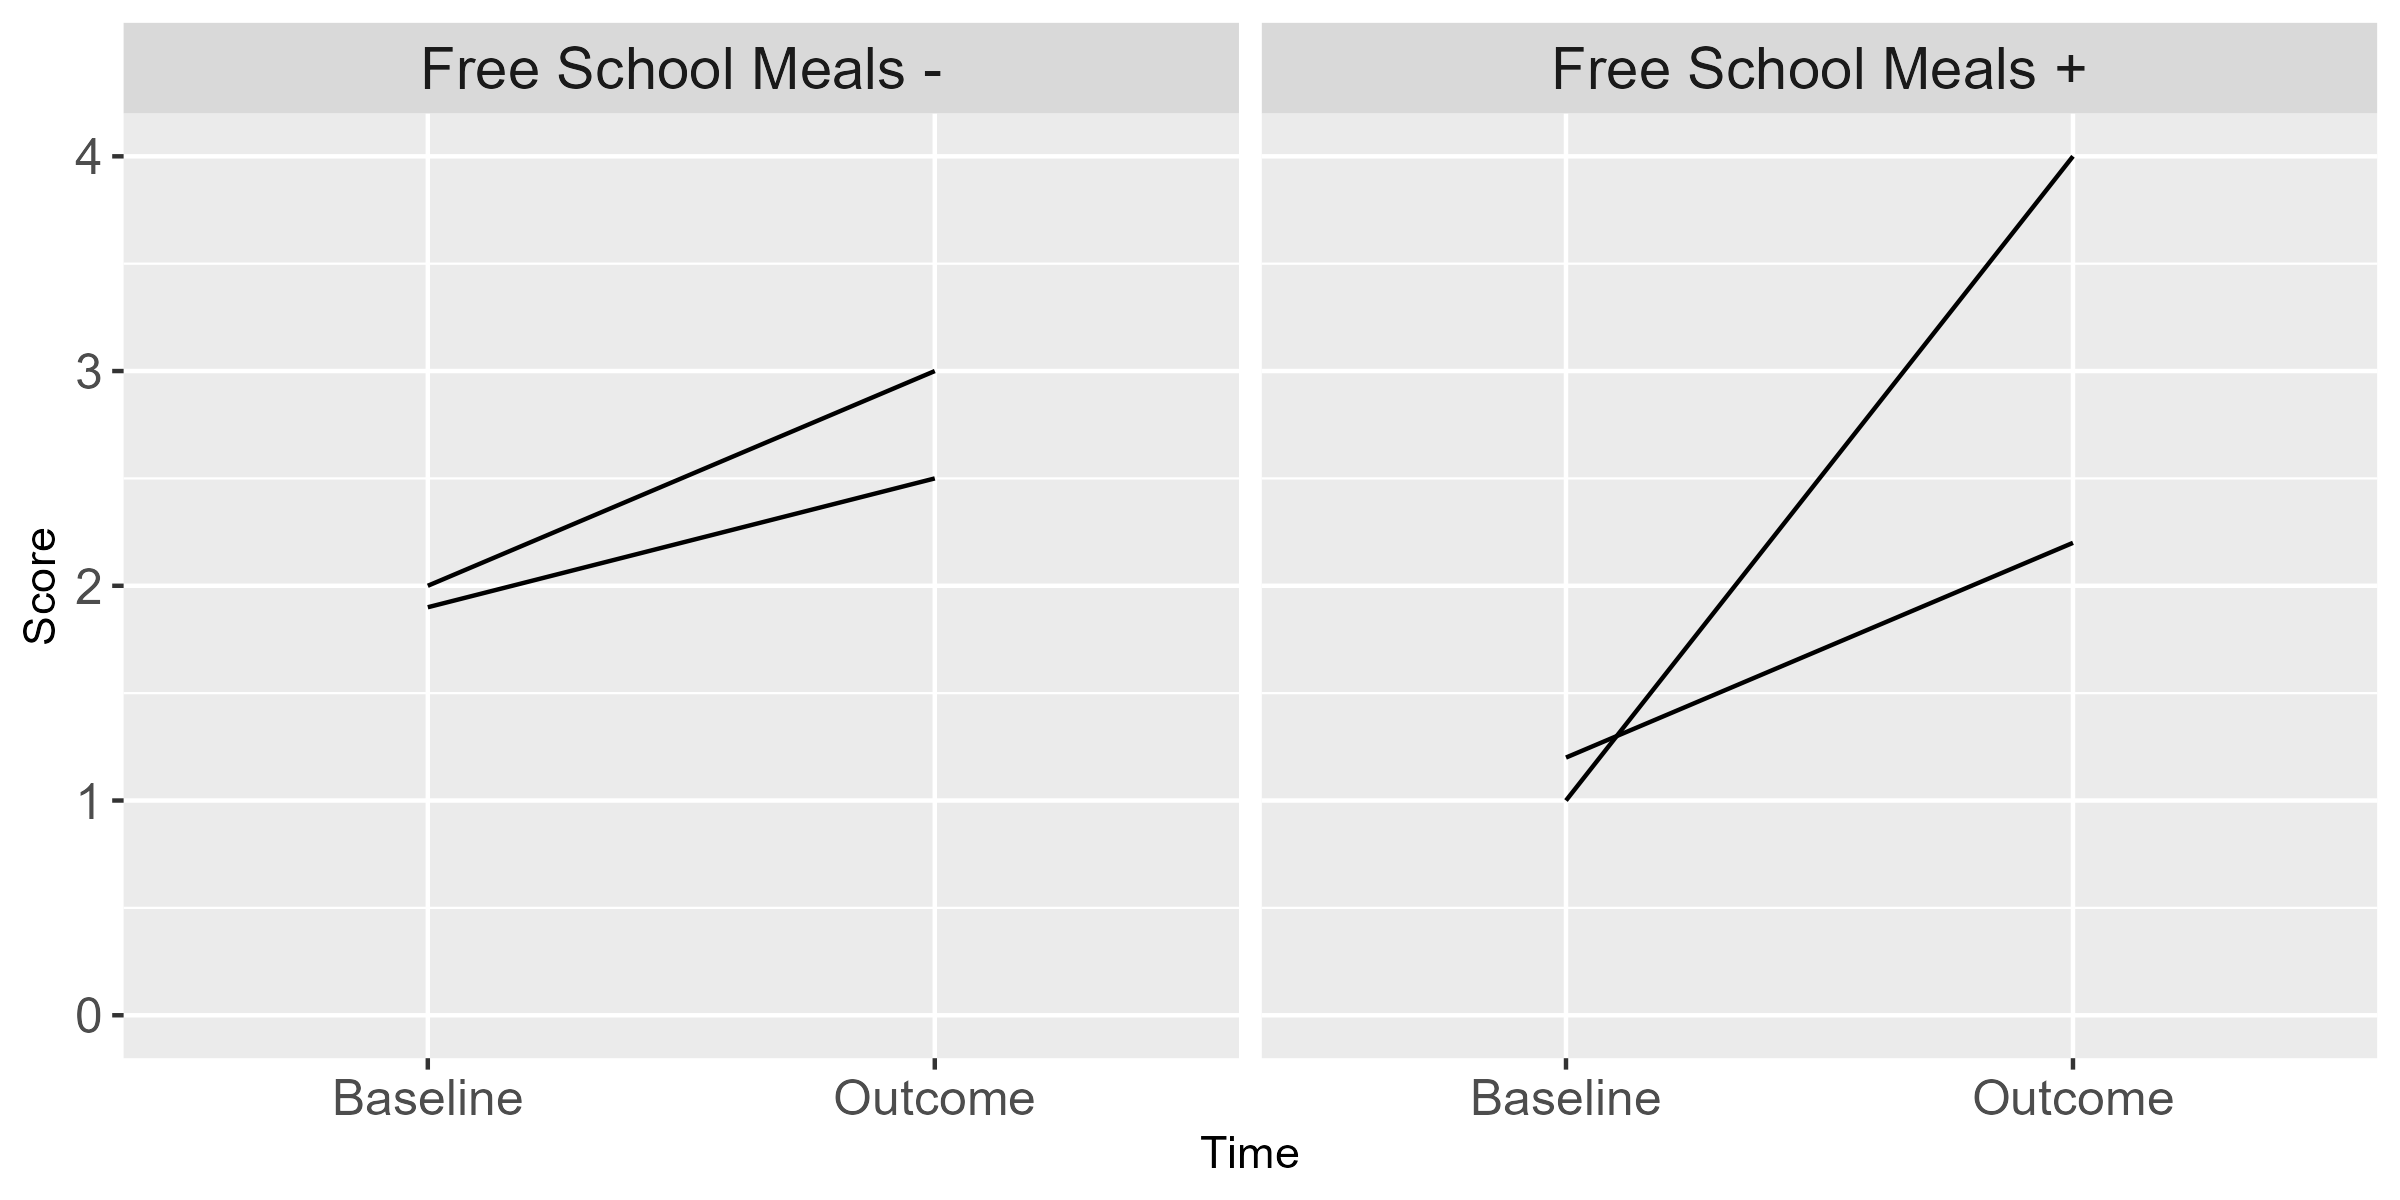 Free School Meals -
Free School Meals +
4
3
2
1
0
Score
Baseline
Outcome
Baseline
Outcome
Time